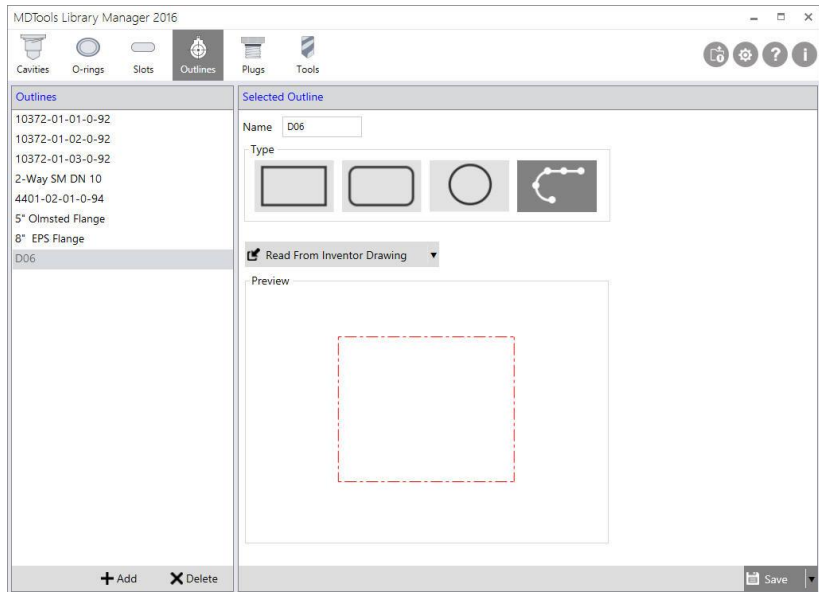 MDTools Library Manager 2016
Cavities O-rings Slots Outlines Plugs Tools
Outlines
10372-01-01-0-92
10372-01-02-0-92
10372-01-03-0-92
2-Way SM DN 10
4401-02-01-0-94
5" Olmsted Flange
8" EPS Flange
D06
Add Delete
Selected Outline
Name D06
Type
Read From Inventor Drawing
Preview
Save